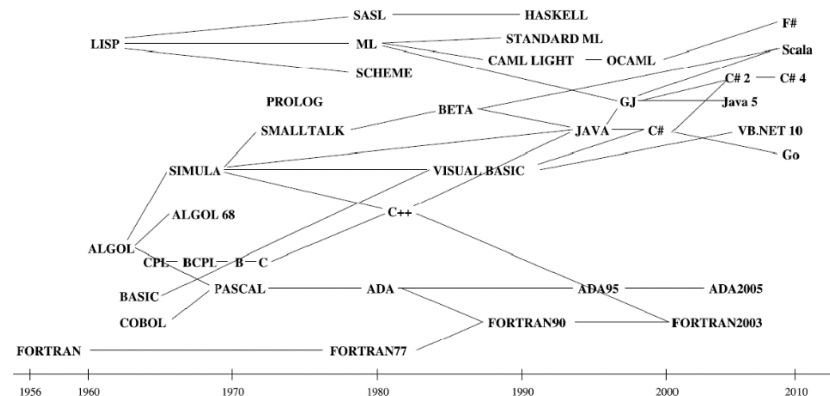 F#
SASL HASKELL
STANDARD ML
LISP ML Scala
CAML LIGHT OCAML
SCHEME C# 2 C# 4
PROLOG GJ Java 5
BETA
SMALLTALK JAVA C# VB.NET 10
Go
SIMULA VISUAL BASIC
ALGOL 68 C++
ALGOL
CPL BCPL B C
PASCAL ADA ADA95 ADA2005
BASIC
COBOL FORTRAN90 FORTRAN2003
FORTRAN FORTRAN77
1956 1960 1970 1980 1990 2000 2010